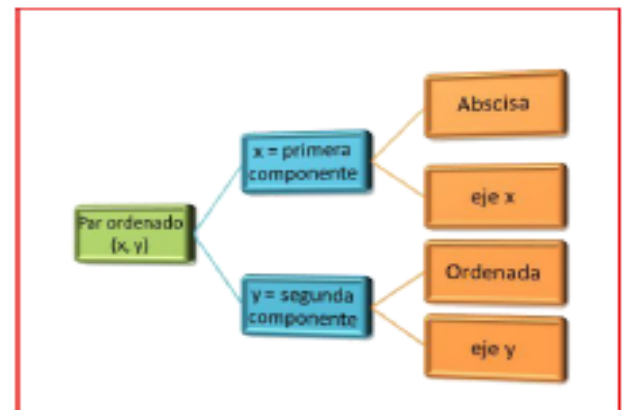 Par ordenado
(x, y)
x = primera
componente
Abscisa
eje x
y = segunda
componente
Ordenada
eje y